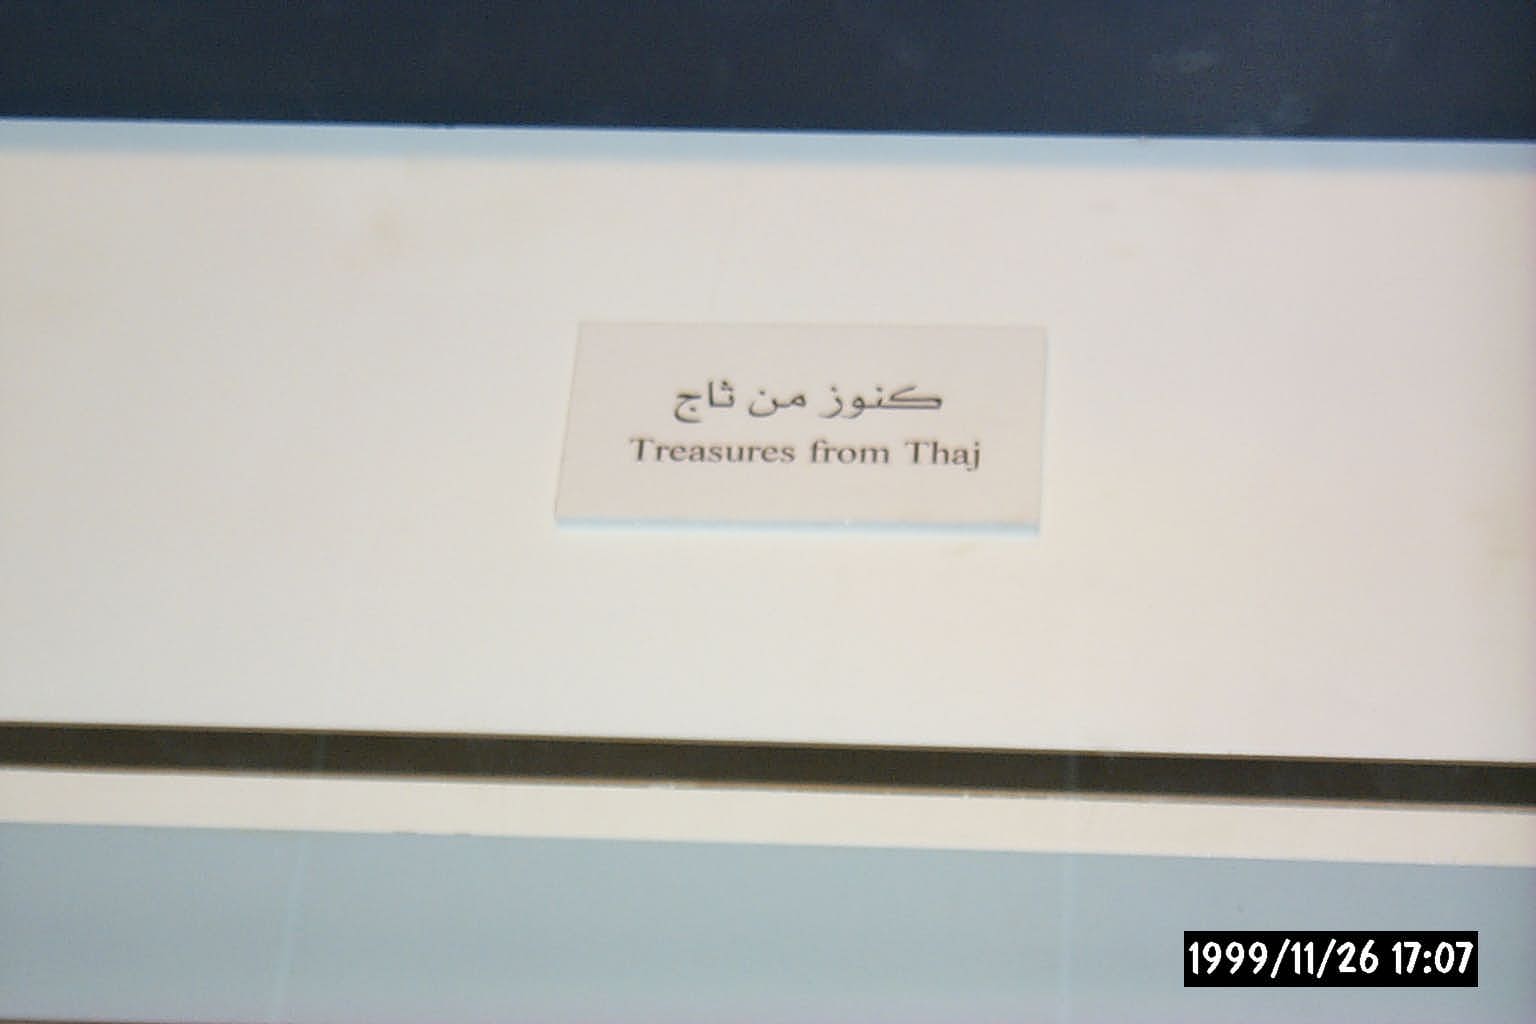 كنوز من ثاج
Treasures from Thaj
1999/11/26 17:07